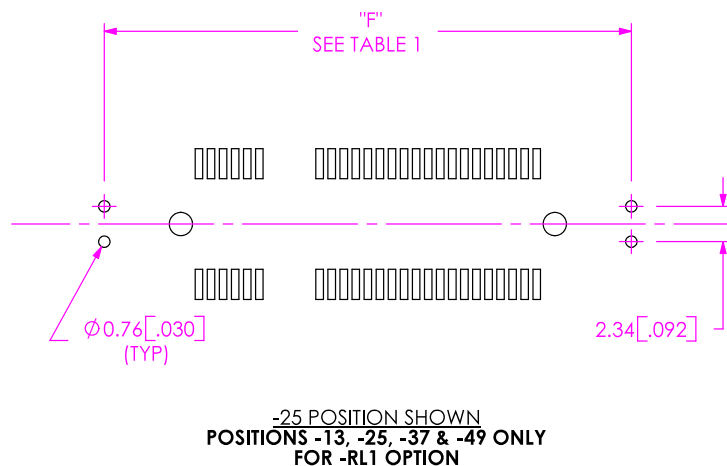 "F"
SEE TABLE 1
Ø0.76[.030]
(TYP)
2.34[.092]
-25 POSITION SHOWN
POSITIONS -13, -25, -37 & -49 ONLY
FOR -RL1 OPTION